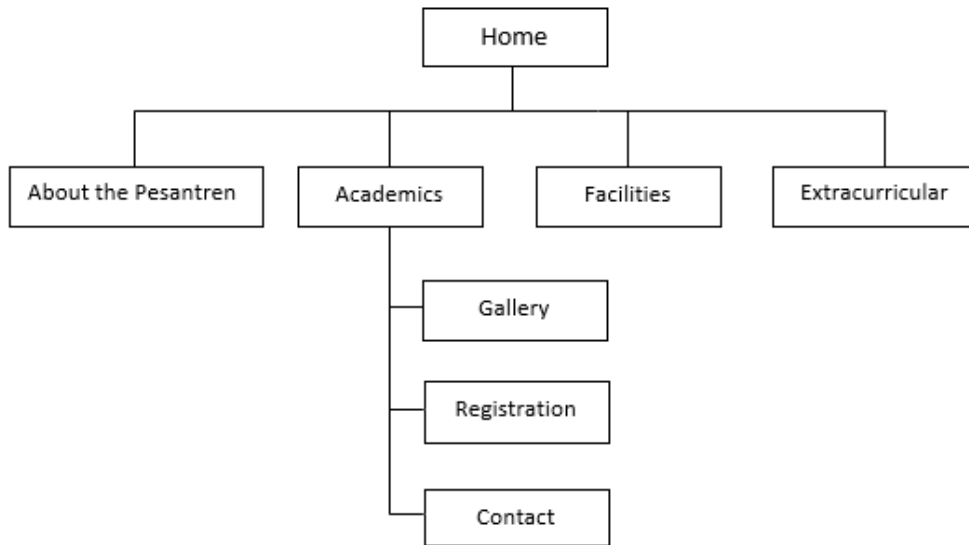 Home
About the Pesantren
Academics
Facilities
Extracurricular
Gallery
Registration
Contact